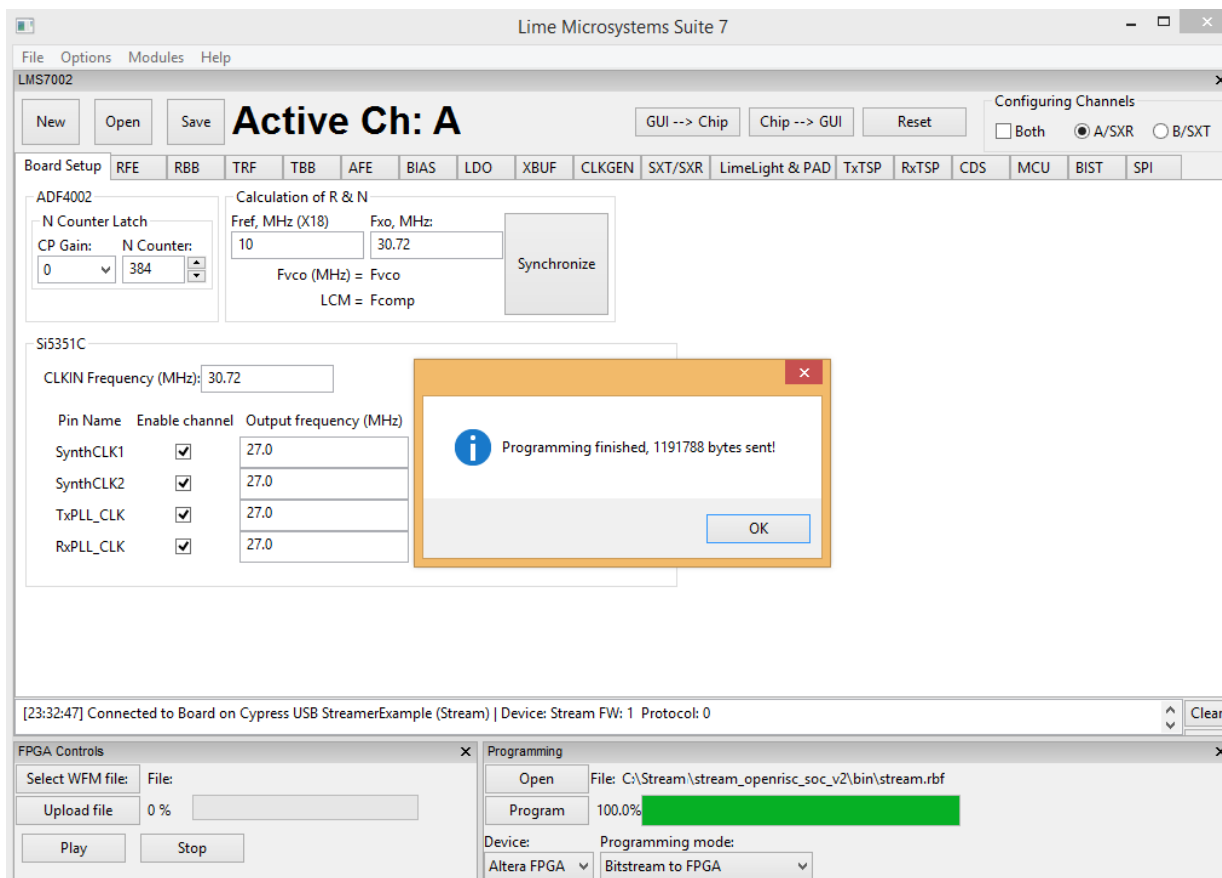 Lime Microsystems Suite 7
File Options Modules Help
LMS7002
New Open Save Active Ch: A GUI --> Chip Chip --> GUI Reset
Configuring Channels
Both A/SXR B/SXT
Board Setup RFE RBB TRF TBB AFE BIAS LDO XBUF CLKGEN SXT/SXR LimeLight & PAD TxTSP RxTSP CDS MCU BIST SPI
ADF4002
N Counter Latch
CP Gain: N Counter:
0 384
Calculation of R & N
Fref, MHz (X18) Fxo, MHz:
10 30.72
Fvco (MHz) = Fvco
LCM = Fcomp
Synchronize
Si5351C
CLKIN Frequency (MHz): 30.72
Pin Name Enable channel Output frequency (MHz)
SynthCLK1 27.0
SynthCLK2 27.0
TxPLL_CLK 27.0
RxPLL_CLK 27.0
Programming finished, 1191788 bytes sent!
OK
[23:32:47] Connected to Board on Cypress USB StreamerExample (Stream) | Device: Stream FW: 1 Protocol: 0
Clear
FPGA Controls
Select WFM file: File:
Upload file 0 %
Play Stop
Programming
Open File: C:\Stream\stream_openrisc_soc_v2\bin\stream.rbf
Program 100.0%
Device: Programming mode:
Altera FPGA Bitstream to FPGA